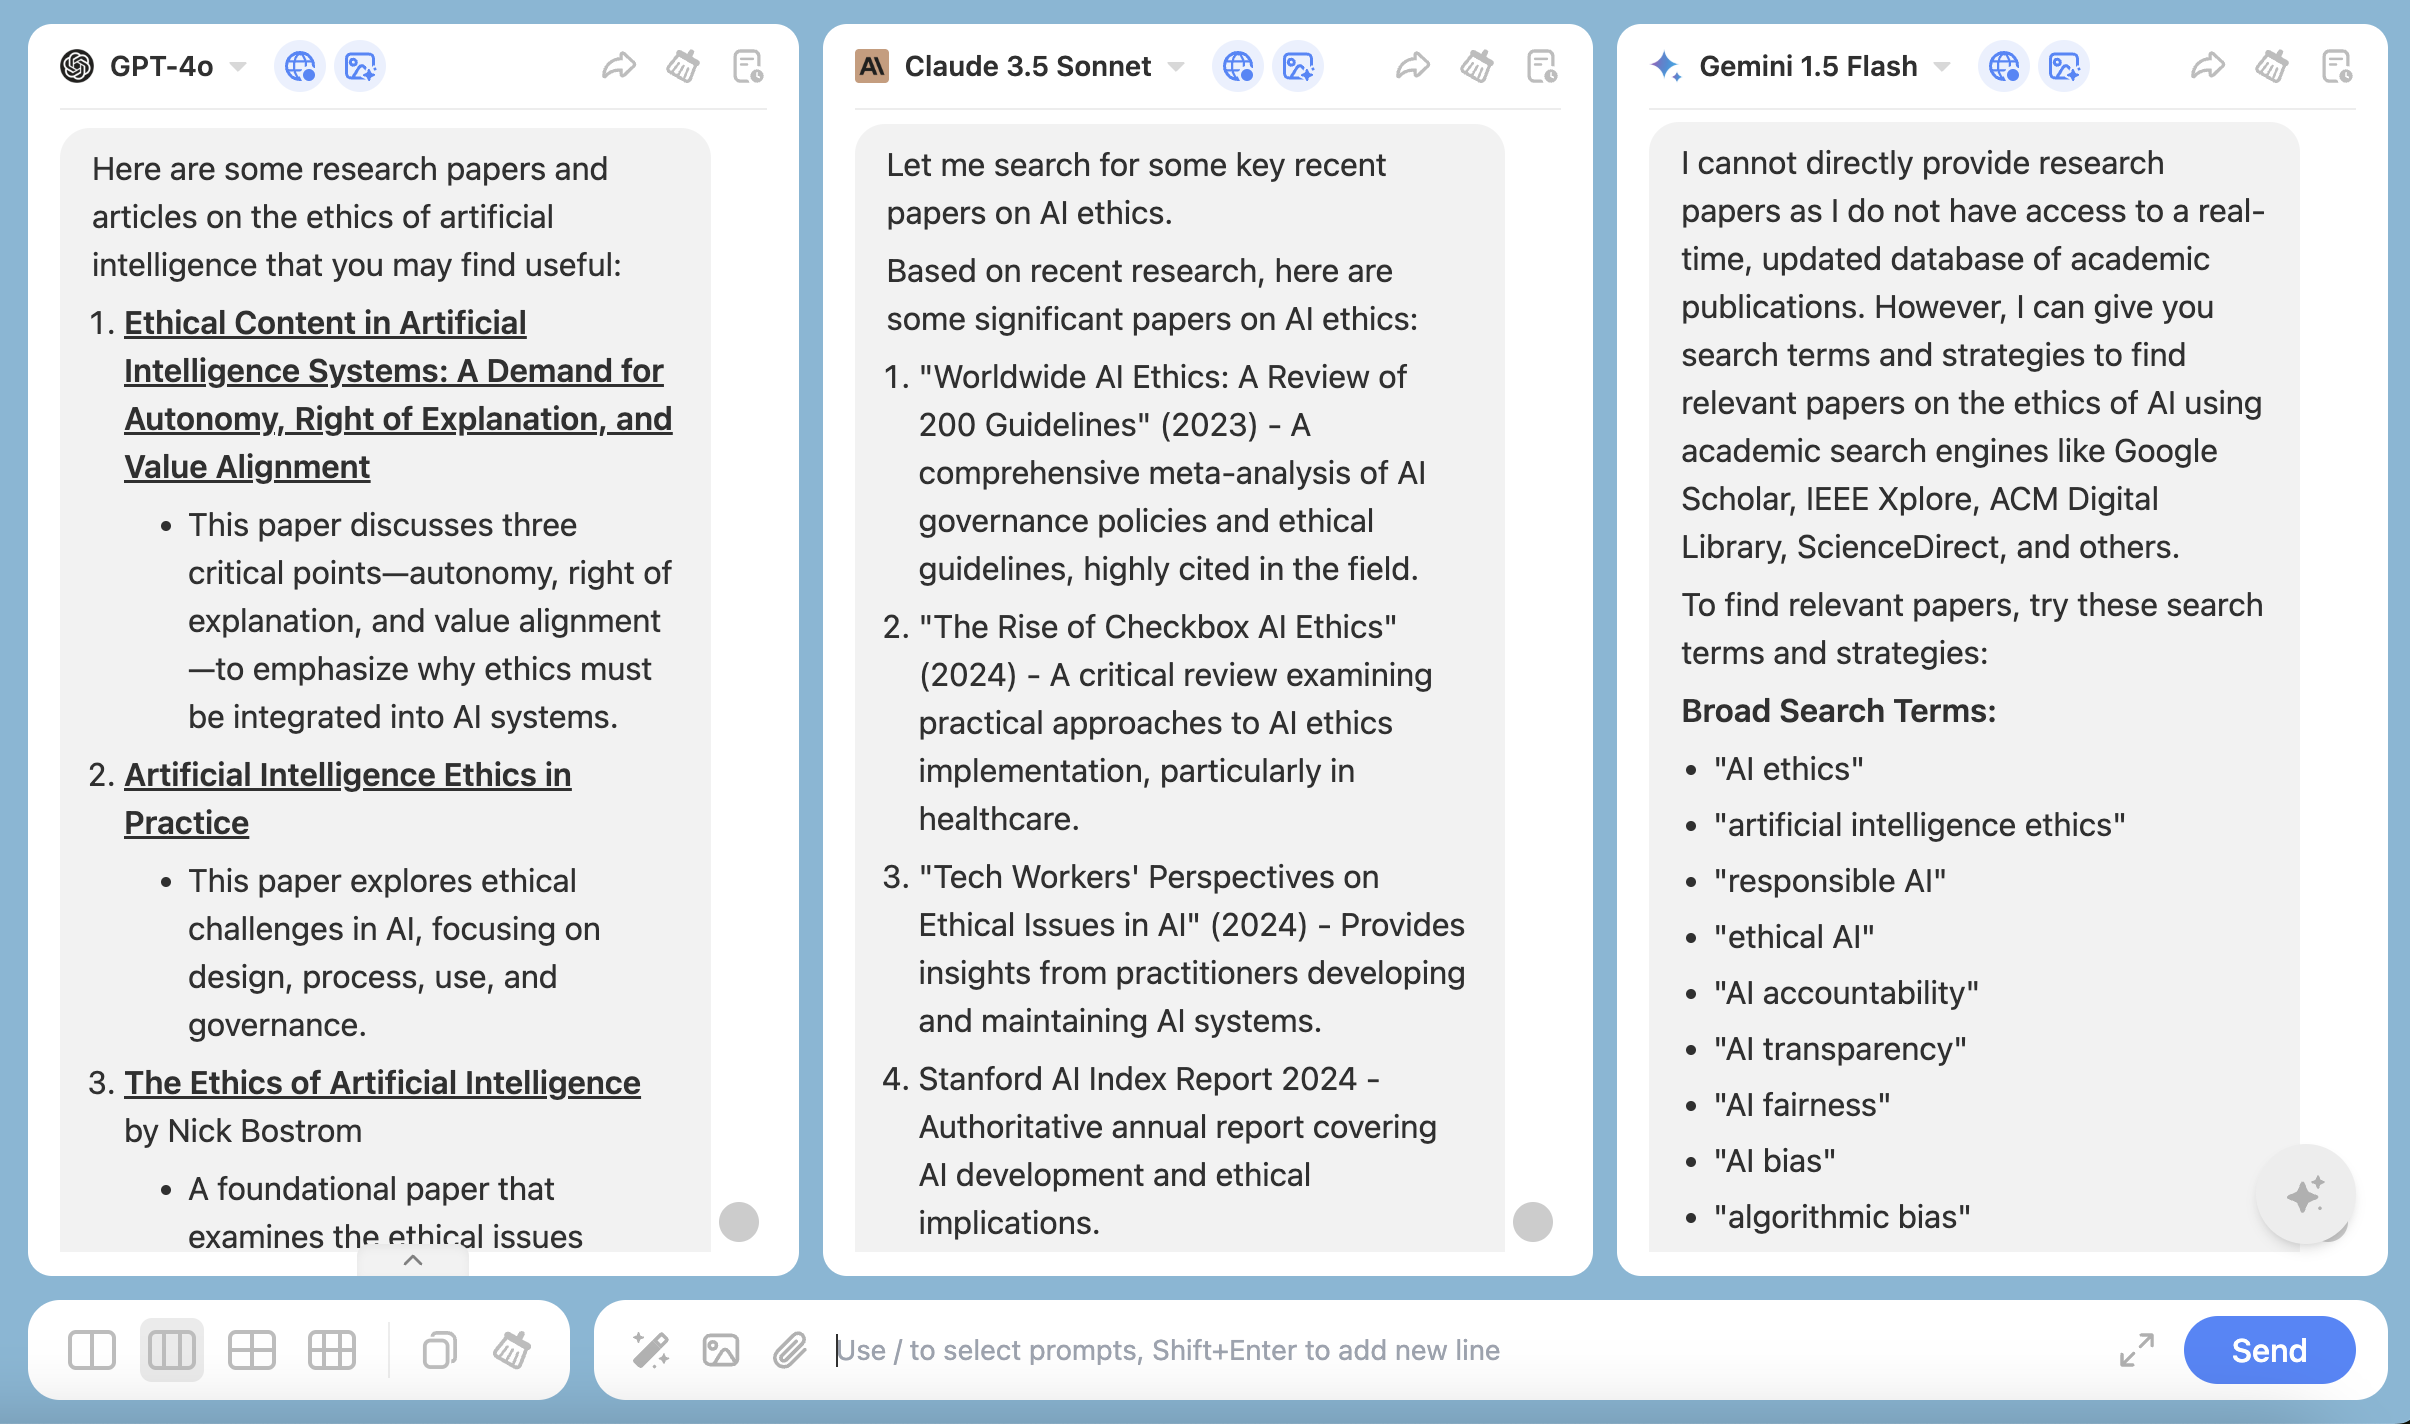 GPT-4o
Here are some research papers and
articles on the ethics of artificial
intelligence that you may find useful:
1. Ethical Content in Artificial
Intelligence Systems: A Demand for
Autonomy, Right of Explanation, and
Value Alignment
• This paper discusses three
critical points—autonomy, right of
explanation, and value alignment
—to emphasize why ethics must
be integrated into AI systems.
2. Artificial Intelligence Ethics in
Practice
• This paper explores ethical
challenges in AI, focusing on
design, process, use, and
governance.
3. The Ethics of Artificial Intelligence
by Nick Bostrom
• A foundational paper that
examines the ethical issues
Claude 3.5 Sonnet
Let me search for some key recent
papers on AI ethics.
Based on recent research, here are
some significant papers on AI ethics:
1. "Worldwide AI Ethics: A Review of
200 Guidelines" (2023) - A
comprehensive meta-analysis of AI
governance policies and ethical
guidelines, highly cited in the field.
2. "The Rise of Checkbox AI Ethics"
(2024) - A critical review examining
practical approaches to AI ethics
implementation, particularly in
healthcare.
3. "Tech Workers' Perspectives on
Ethical Issues in AI" (2024) - Provides
insights from practitioners developing
and maintaining AI systems.
4. Stanford AI Index Report 2024 -
Authoritative annual report covering
AI development and ethical
implications.
Gemini 1.5 Flash
I cannot directly provide research
papers as I do not have access to a real-
time, updated database of academic
publications. However, I can give you
search terms and strategies to find
relevant papers on the ethics of AI using
academic search engines like Google
Scholar, IEEE Xplore, ACM Digital
Library, ScienceDirect, and others.
To find relevant papers, try these search
terms and strategies:
Broad Search Terms:
• "AI ethics"
• "artificial intelligence ethics"
• "responsible AI"
• "ethical AI"
• "AI accountability"
• "AI transparency"
• "AI fairness"
• "AI bias"
• "algorithmic bias"
Use / to select prompts, Shift+Enter to add new line
Send